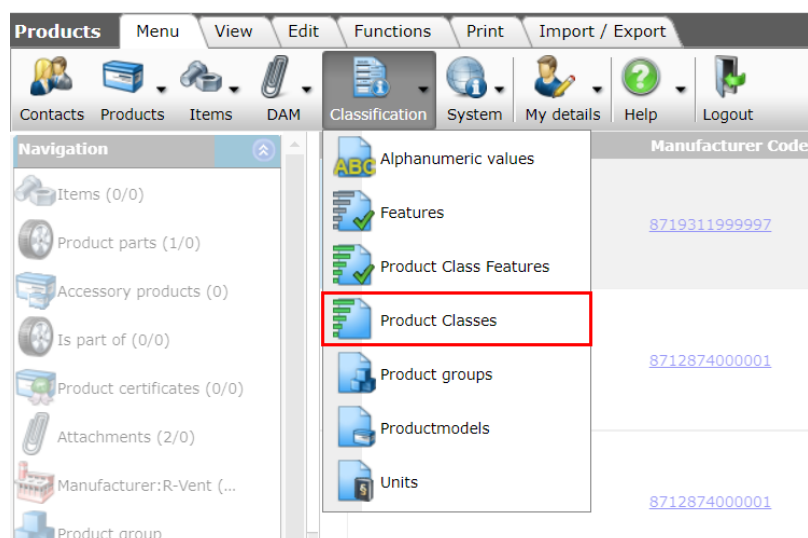 Products Menu View Edit Functions Print Import / Export
Contacts Products Items DAM Classification System My details Help Logout
Navigation
Items (0/0)
Product parts (1/0)
Accessory products (0)
Is part of (0/0)
Product certificates (0/0)
Attachments (2/0)
Manufacturer:R-Vent (...
Product group
ABC Alphanumeric values
Features
Product Class Features
Product Classes
Product groups
Productmodels
§ Units
Manufacturer Code
8719311999997
8712874000001
8712874000001